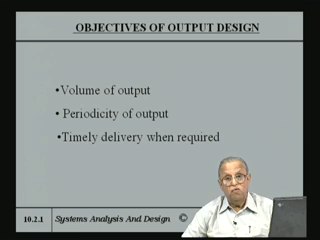 OBJECTIVES OF OUTPUT DESIGN
•Volume of output
• Periodicity of output
•Timely delivery when required
10.2.1 Systems Analysis And Design ©